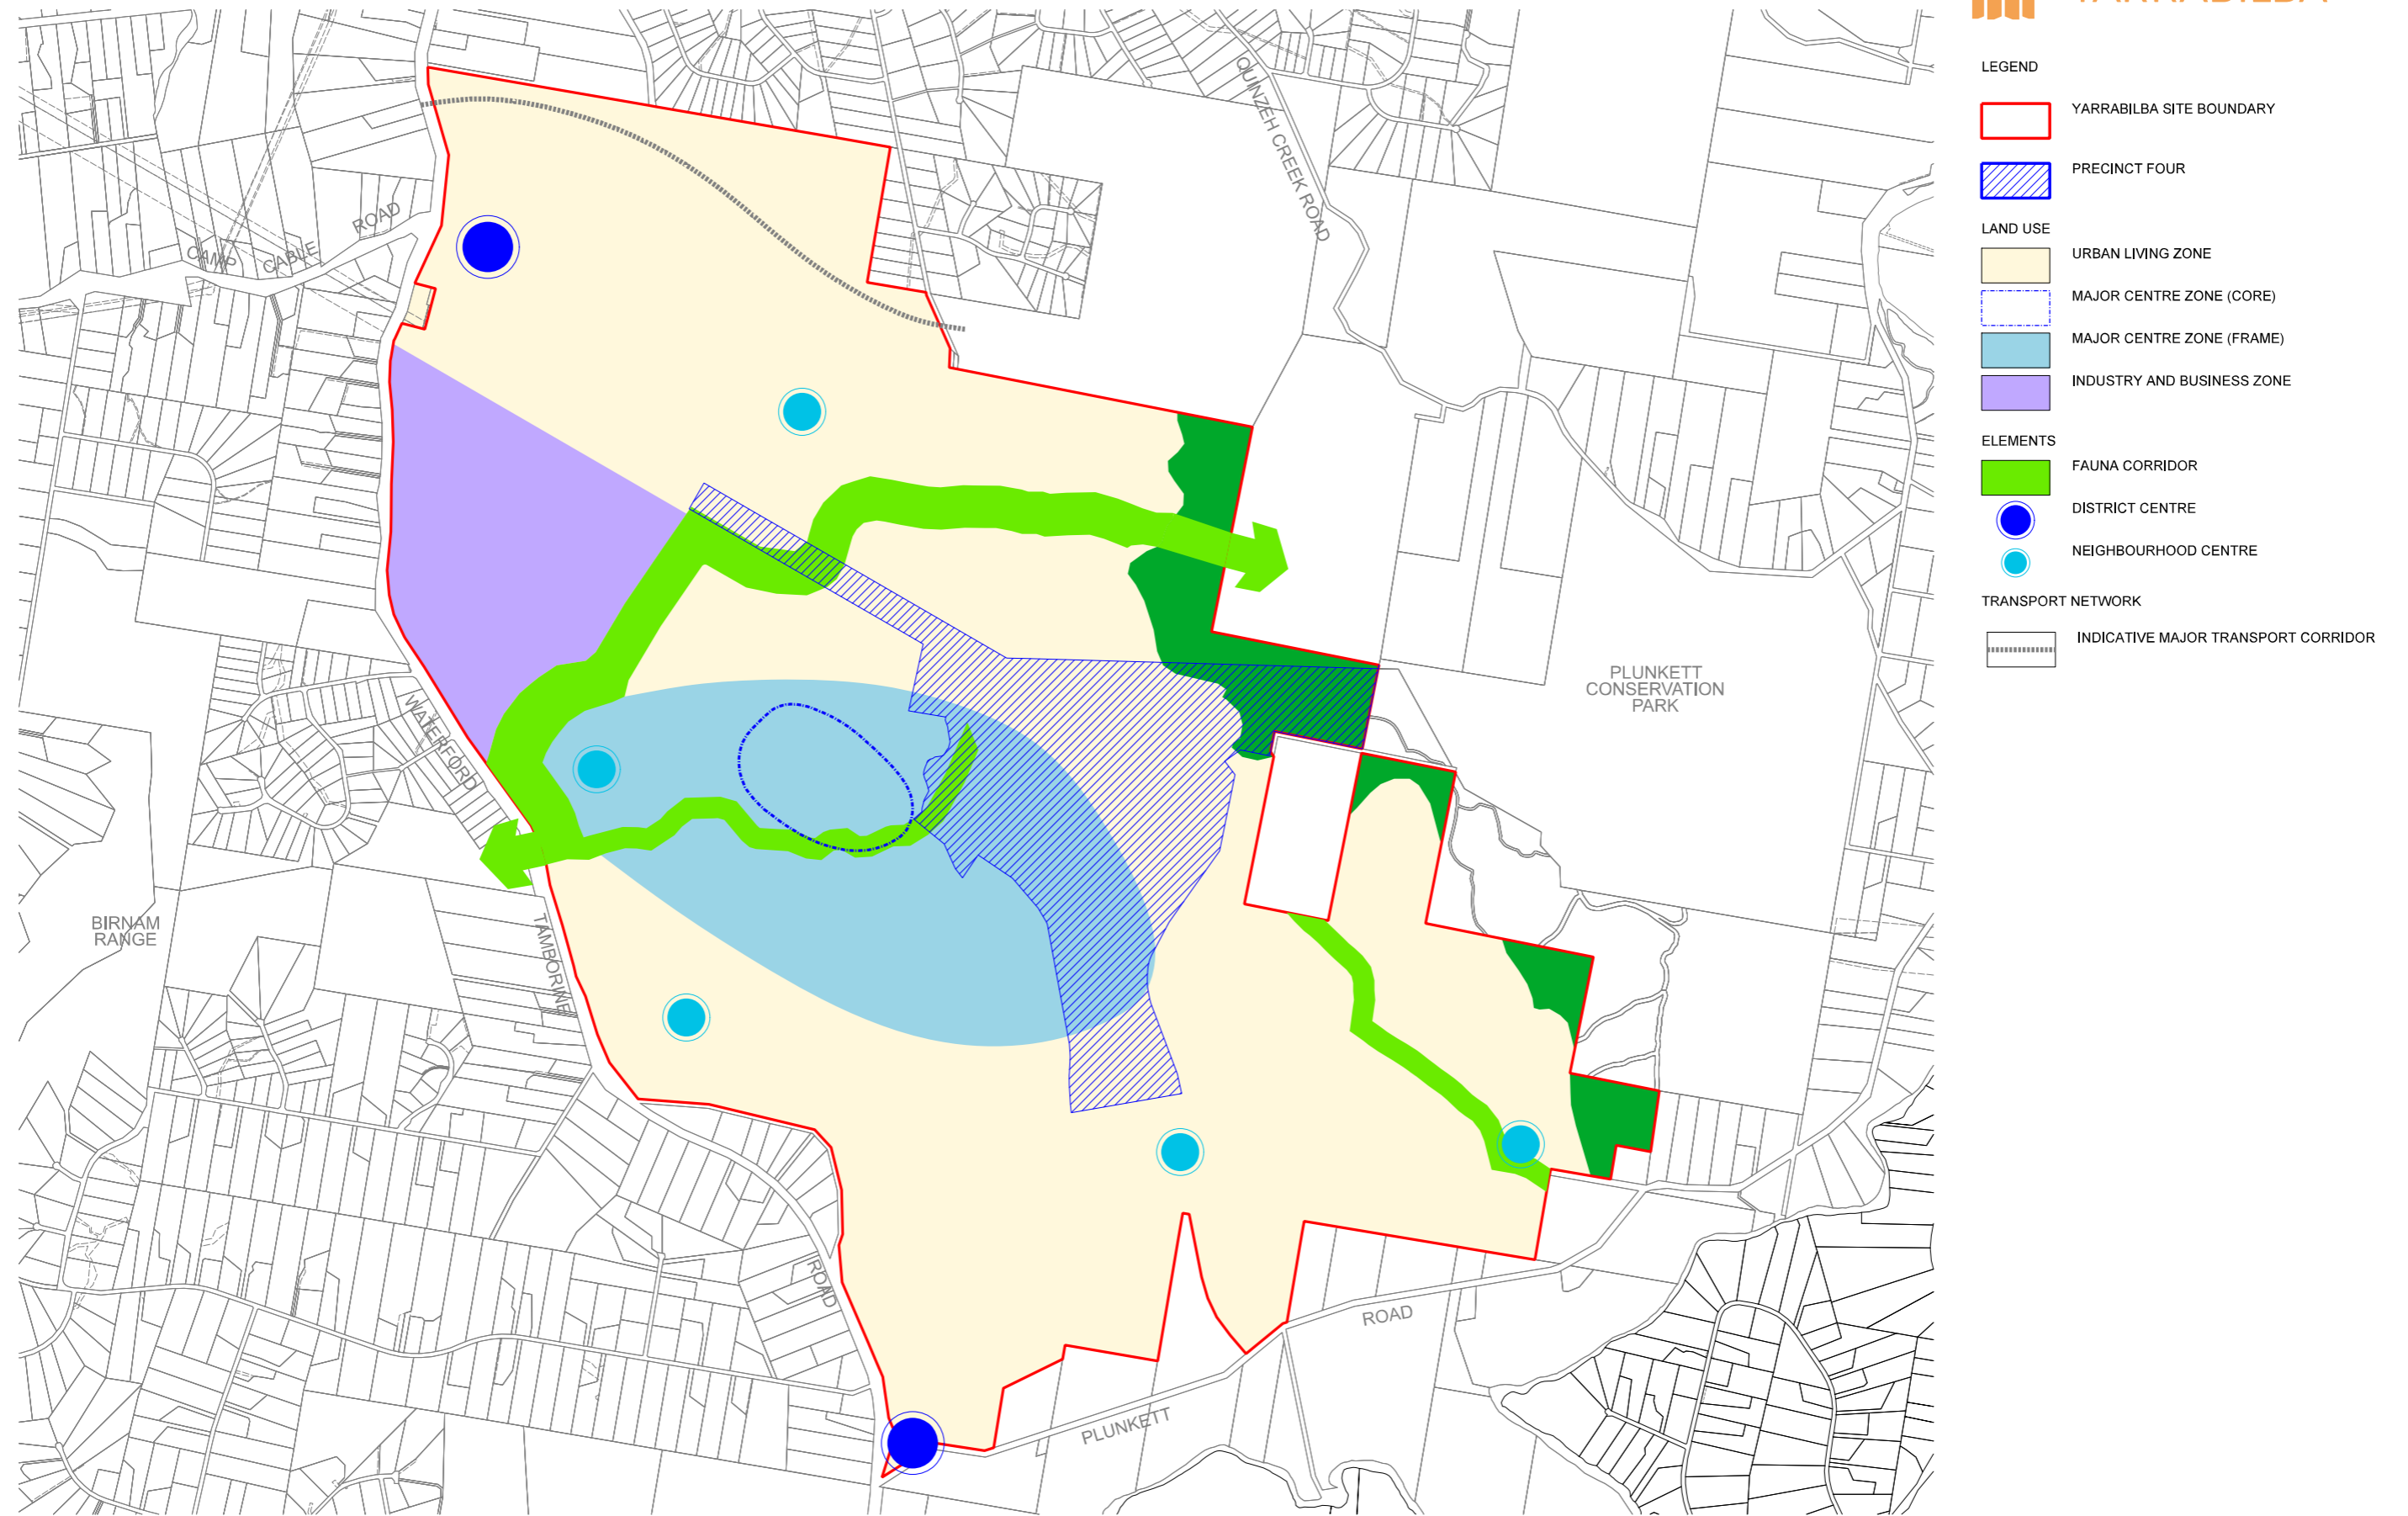 YARRABILBA
LEGEND
YARRABILBA SITE BOUNDARY
PRECINCT FOUR
LAND USE
URBAN LIVING ZONE
MAJOR CENTRE ZONE (CORE)
MAJOR CENTRE ZONE (FRAME)
INDUSTRY AND BUSINESS ZONE
ELEMENTS
FAUNA CORRIDOR
DISTRICT CENTRE
NEIGHBOURHOOD CENTRE
TRANSPORT NETWORK
INDICATIVE MAJOR TRANSPORT CORRIDOR
QUINZEH CREEK ROAD
CAMP CABLE ROAD
PLUNKETT
CONSERVATION
PARK
WATERFORD
TAMBORINE
ROAD
BIRNAM
RANGE
PLUNKETT
ROAD